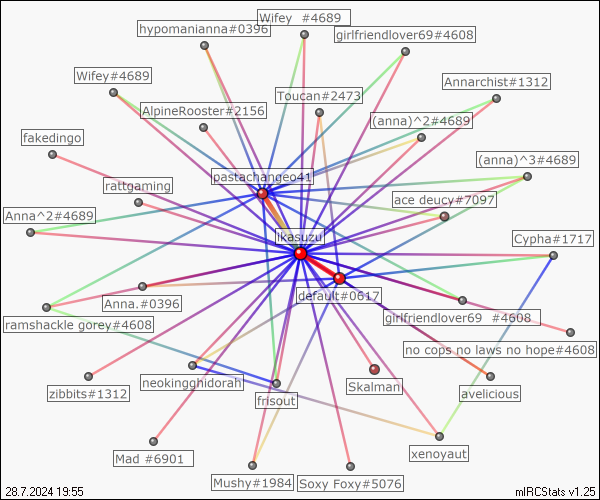 Wifey  #4689
hypomanianna#0396
girlfriendlover69#4608
Wifey#4689
Annarchist#1312
Toucan#2473
AlpineRooster#2156
(anna)^2#4689
fakedingo
(anna)^3#4689
pastachangeo41
rattgaming
ace deucy#7097
Anna^2#4689
ikasuzu
Cypha#1717
default#0617
Anna.#0396
girlfriendlover69  #4608
ramshackle gorey#4608
no cops no laws no hope#4608
neokingghidorah
Skalman
zibbits#1312
frisout
avelicious
xenoyaut
Mad #6901
Mushy#1984
Soxy Foxy#5076
28.7.2024 19:55
mIRCStats v1.25